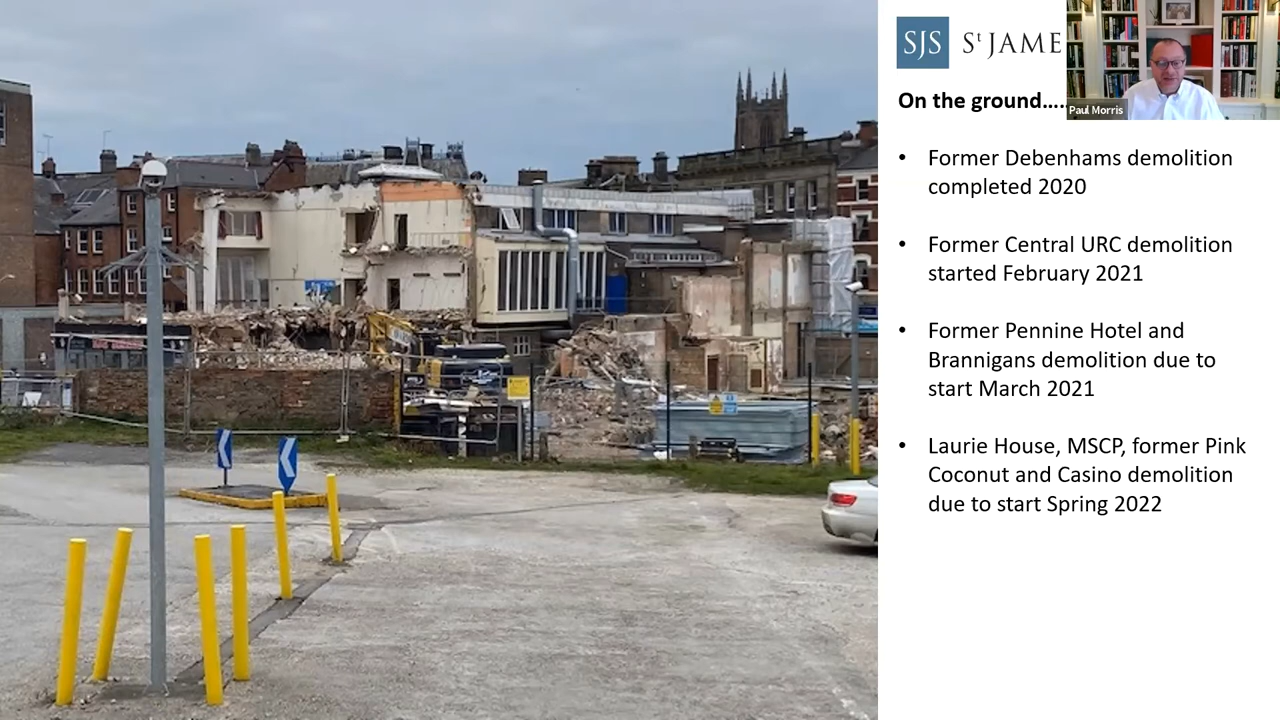 SJS St JAME
Paul Morris
On the ground.....
• Former Debenhams demolition
completed 2020
• Former Central URC demolition
started February 2021
• Former Pennine Hotel and
Brannigans demolition due to
start March 2021
• Laurie House, MSCP, former Pink
Coconut and Casino demolition
due to start Spring 2022